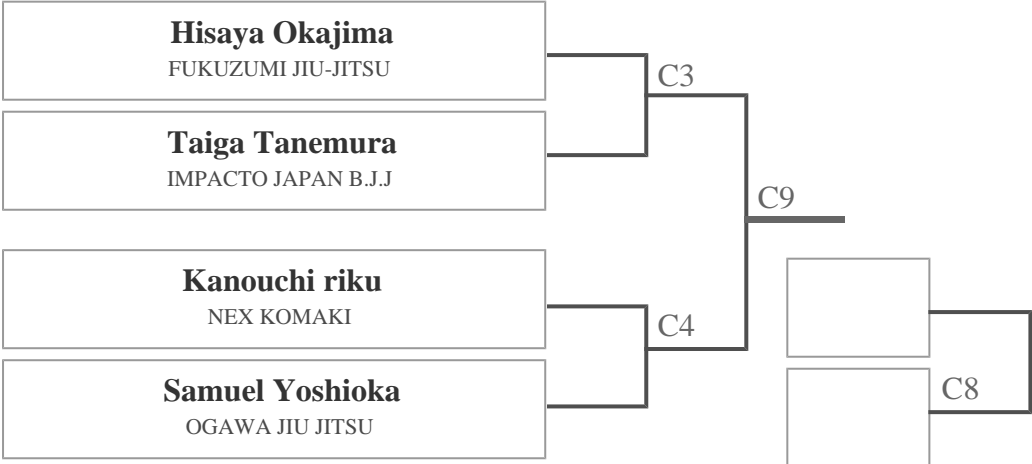 Hisaya Okajima
FUKUZUMI JIU-JITSU
C3
Taiga Tanemura
IMPACTO JAPAN B.J.J
C9
Kanouchi riku
NEX KOMAKI
C4
Samuel Yoshioka
OGAWA JIU JITSU
C8